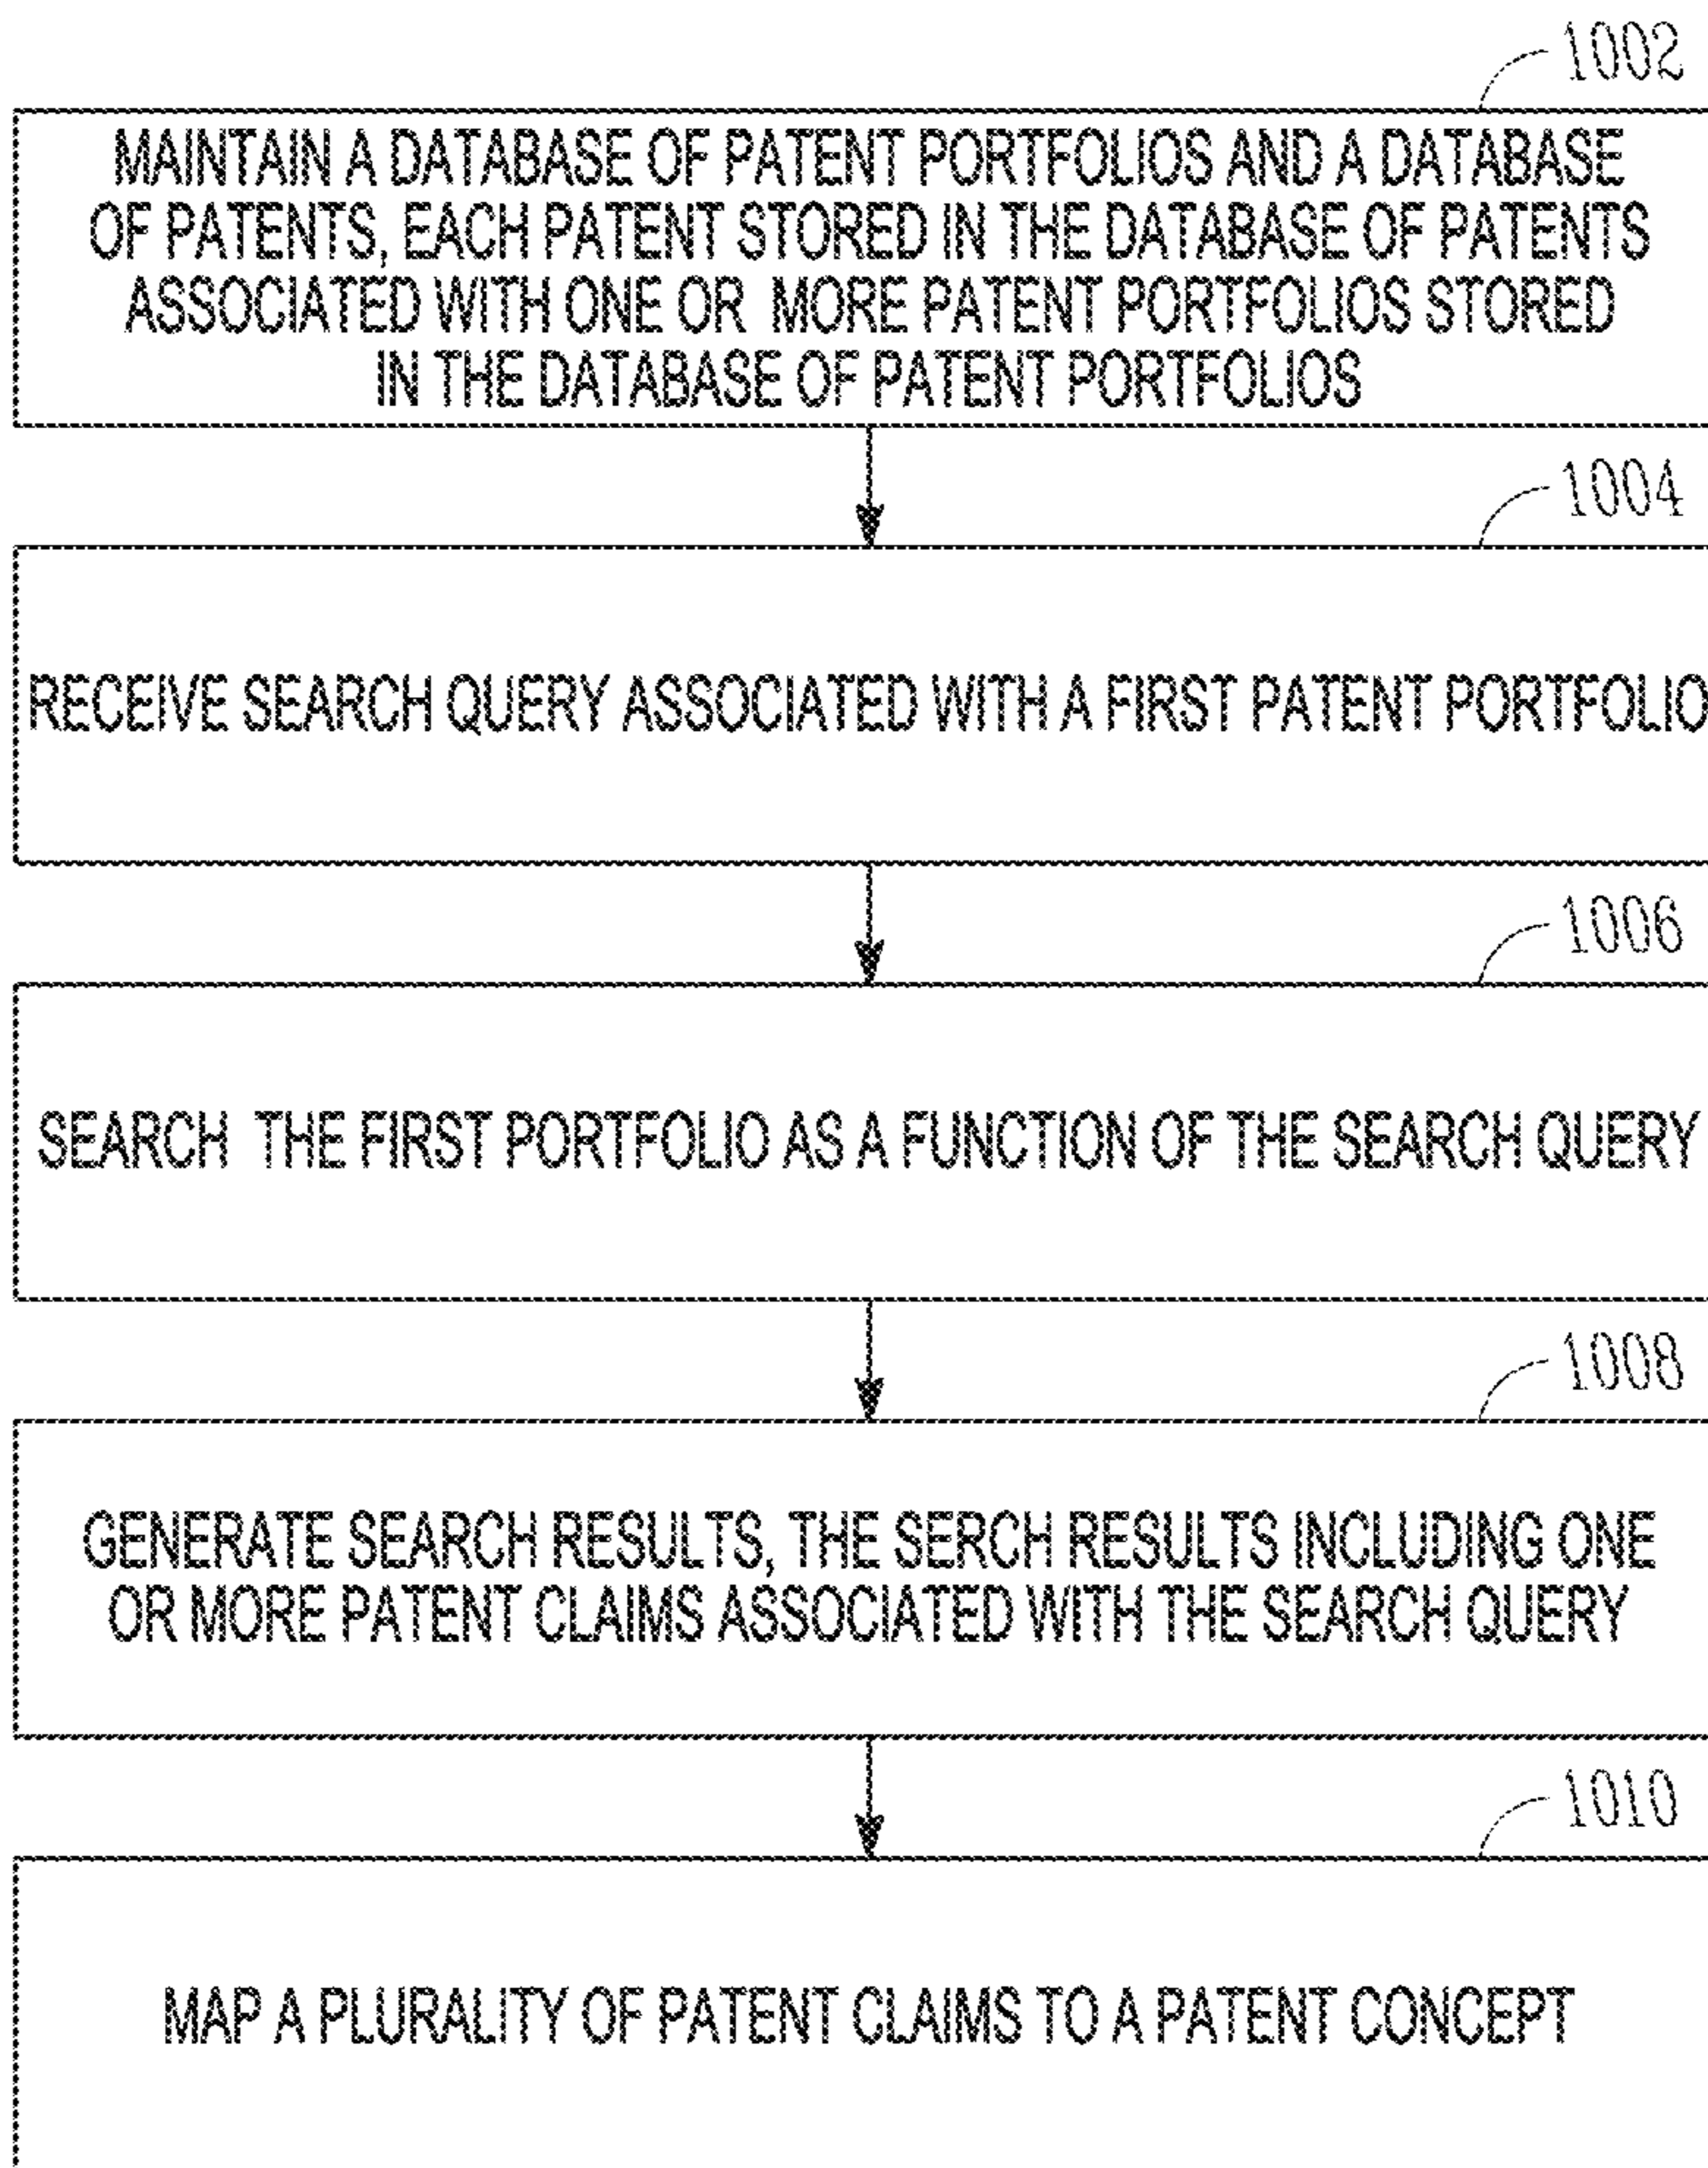 1002
MAINTAIN A DATABASE OF PATENT PORTFOLIOS AND A DATABASE
OF PATENTS, EACH PATENT STORED IN THE DATABASE OF PATENTS
ASSOCIATED WITH ONE OR MORE PATENT PORTFOLIOS STORED
IN THE DATABASE OF PATENT PORTFOLIOS
1004
RECEIVE SEARCH QUERY ASSOCIATED WITH A FIRST PATENT PORTFOLIO
1006
SEARCH THE FIRST PORTFOLIO AS A FUNCTION OF THE SEARCH QUERY
1008
GENERATE SEARCH RESULTS, THE SERCH RESULTS INCLUDING ONE
OR MORE PATENT CLAIMS ASSOCIATED WITH THE SEARCH QUERY
1010
MAP A PLURALITY OF PATENT CLAIMS TO A PATENT CONCEPT